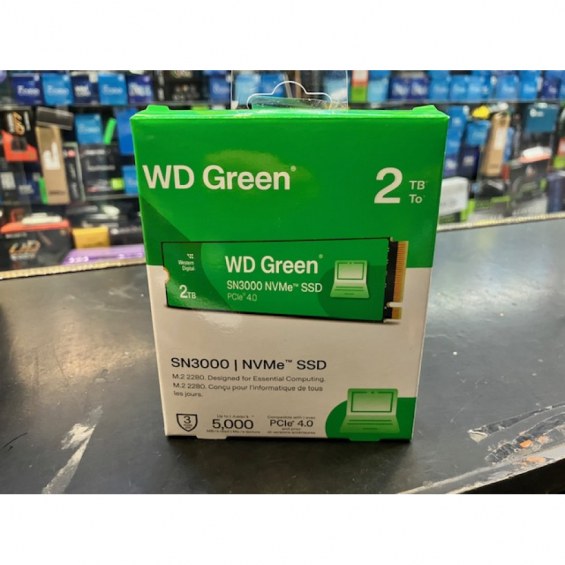 WD Green®
2 TB
To
Western
Digital
WD Green®
SN3000 NVMe™ SSD
PCIe® 4.0
2TB
SN3000 | NVMe™ SSD
M.2 2280. Designed for Essential Computing.
M.2 2280. Conçu pour l'informatique de tous
les jours.
3
5,000
PCIe® 4.0